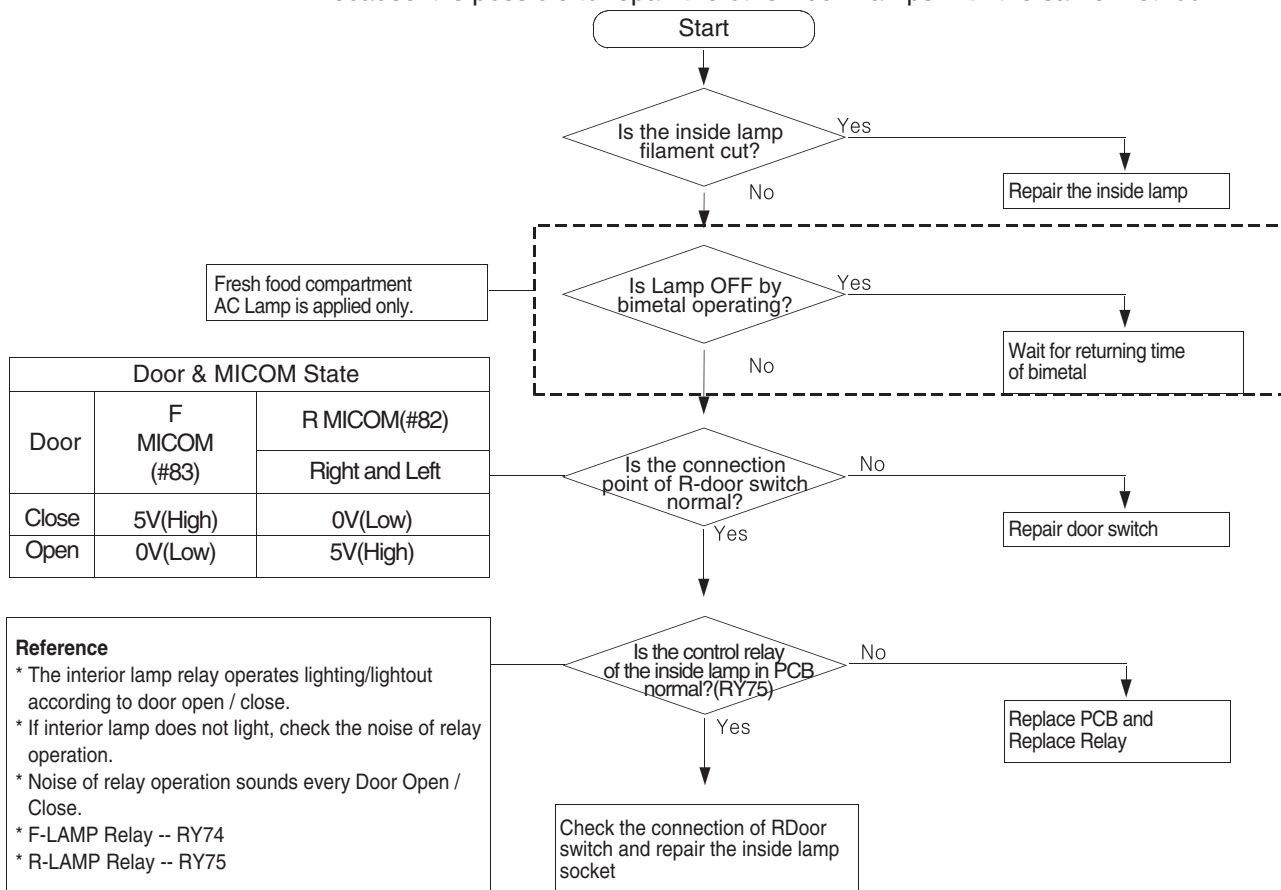 Start
Is the inside lamp
filament cut?
Yes
No
Repair the inside lamp
Fresh food compartment
AC Lamp is applied only.
Is Lamp OFF by
bimetal operating?
Yes
No
Wait for returning time
of bimetal
Door & MICOM State
Door
F
MICOM
(#83)
R MICOM(#82)
Right and Left
Close
5V(High)
0V(Low)
Open
0V(Low)
5V(High)
Is the connection
point of R-door switch
normal?
No
Yes
Repair door switch
Reference
* The interior lamp relay operates lighting/lightout
according to door open / close.
* If interior lamp does not light, check the noise of relay
operation.
* Noise of relay operation sounds every Door Open /
Close.
* F-LAMP Relay -- RY74
* R-LAMP Relay -- RY75
Is the control relay
of the inside lamp in PCB
normal?(RY75)
No
Yes
Replace PCB and
Replace Relay
Check the connection of RDoor
switch and repair the inside lamp
socket